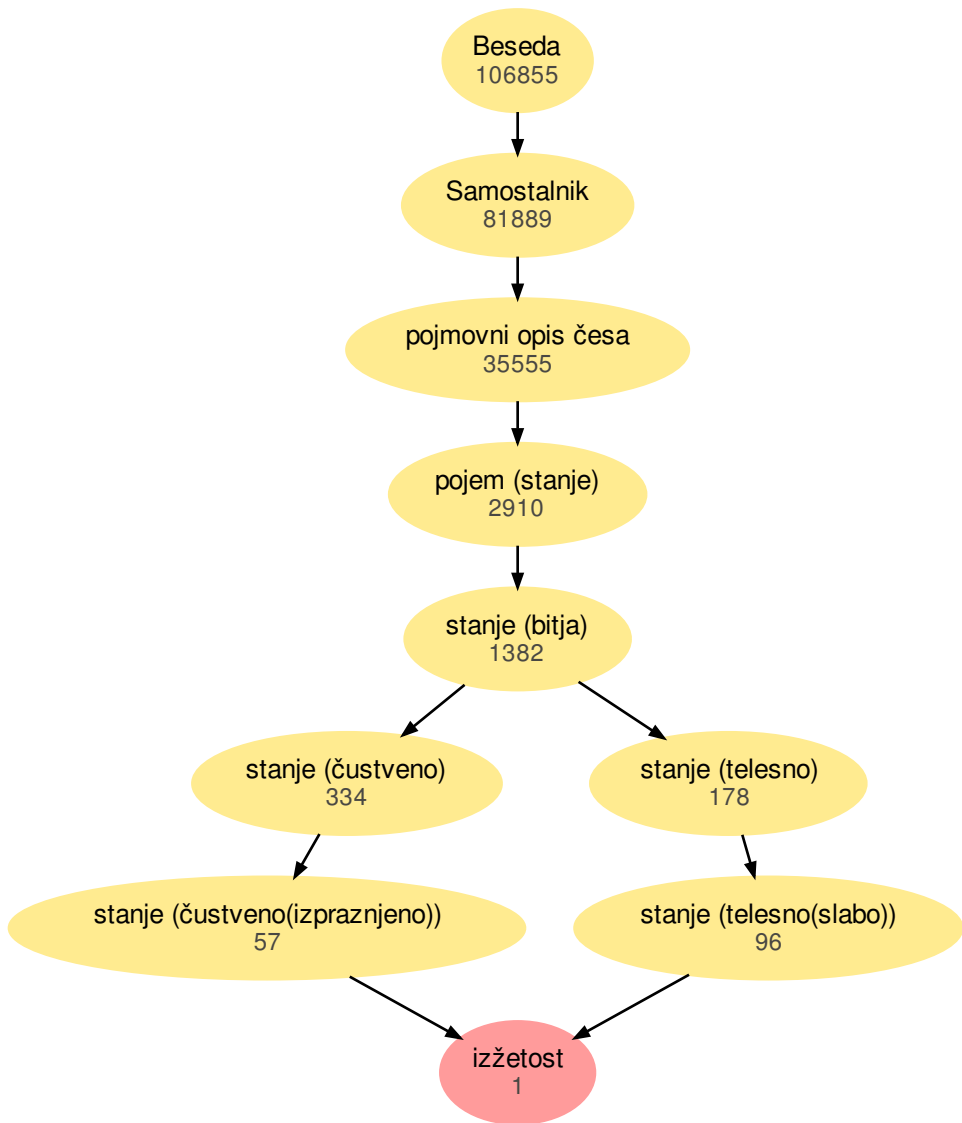 Beseda
106855
Samostalnik
81889
pojmovni opis česa
35555
pojem (stanje)
2910
stanje (bitja)
1382
stanje (čustveno)
334
stanje (telesno)
178
stanje (čustveno(izpraznjeno))
57
stanje (telesno(slabo))
96
izžetost
1